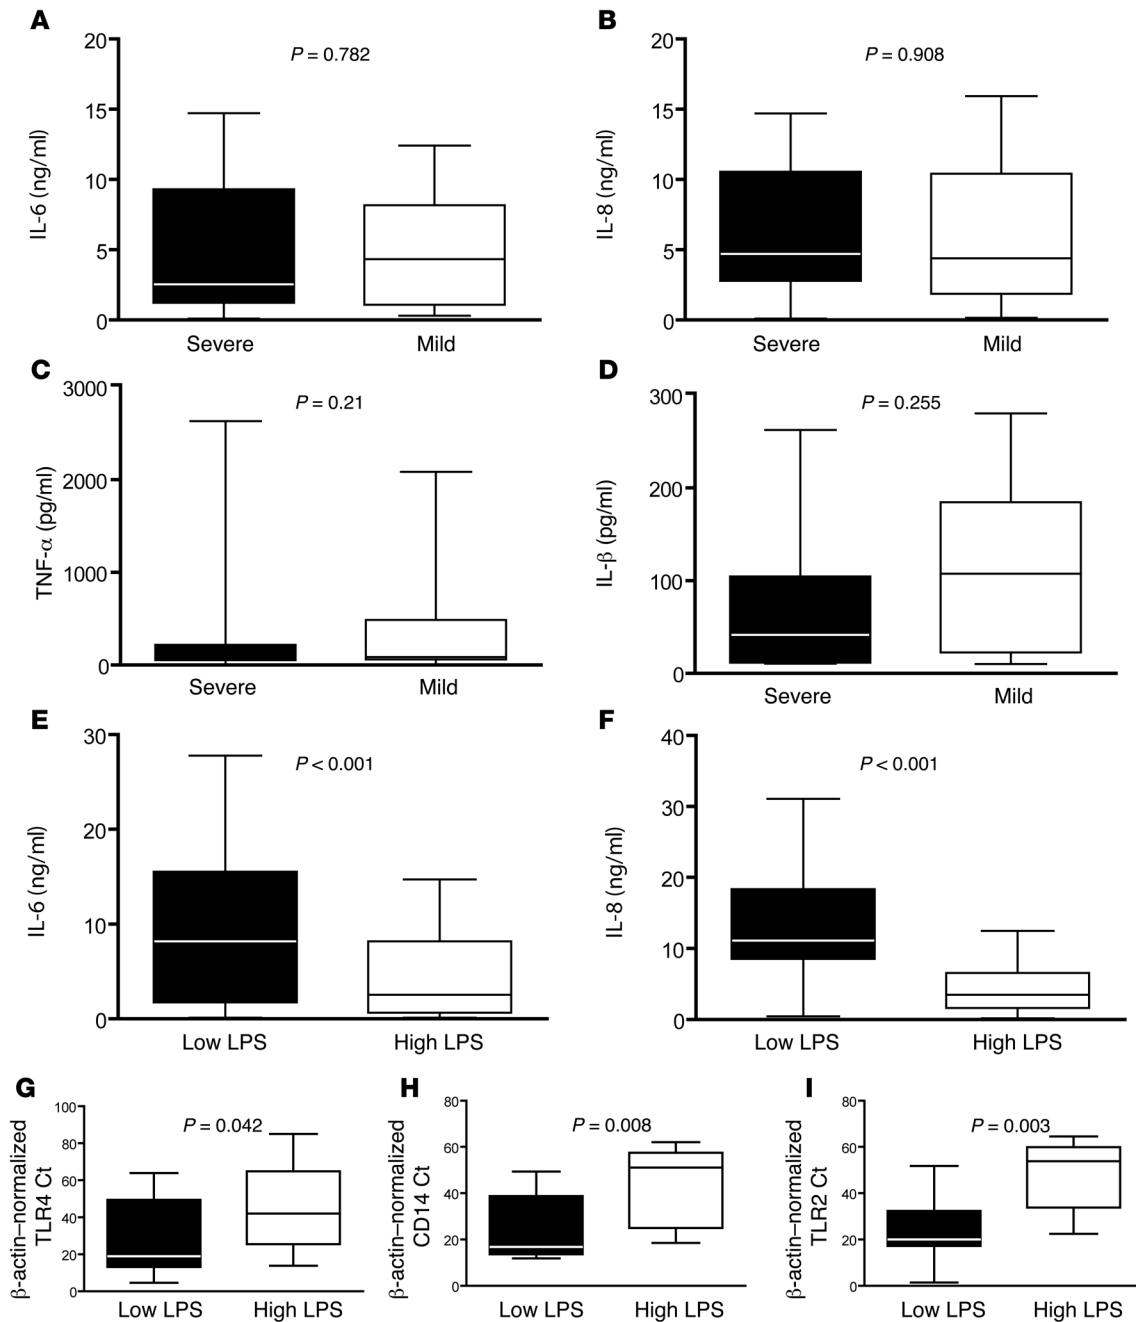 A
IL-6 (ng/ml)
20
15
10
5
0
P = 0.782
Severe
Mild
B
IL-8 (ng/ml)
20
15
10
5
0
P = 0.908
Severe
Mild
C
TNF-α (pg/ml)
3000
2000
1000
0
P = 0.21
Severe
Mild
D
IL-β (pg/ml)
300
200
100
0
P = 0.255
Severe
Mild
E
IL-6 (ng/ml)
30
20
10
0
P < 0.001
Low LPS
High LPS
F
IL-8 (ng/ml)
40
30
20
10
0
P < 0.001
Low LPS
High LPS
G
β-actin–normalized
TLR4 Ct
100
80
60
40
20
0
P = 0.042
Low LPS
High LPS
H
β-actin–normalized
CD14 Ct
80
60
40
20
0
P = 0.008
Low LPS
High LPS
I
β-actin–normalized
TLR2 Ct
80
60
40
20
0
P = 0.003
Low LPS
High LPS